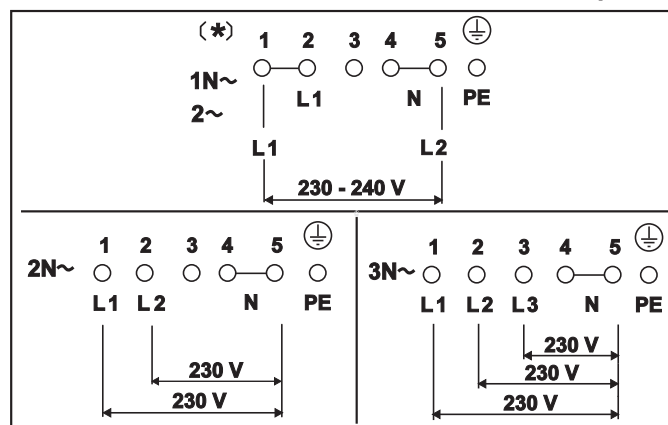 (*) 1 2 3 4 5
1N~ L1 N PE
2~
L1 L2
230 - 240 V
1 2 3 4 5
2N~
L1 L2 N PE
230 V
230 V
1 2 3 4 5
3N~
L1 L2 L3 N PE
230 V
230 V
230 V